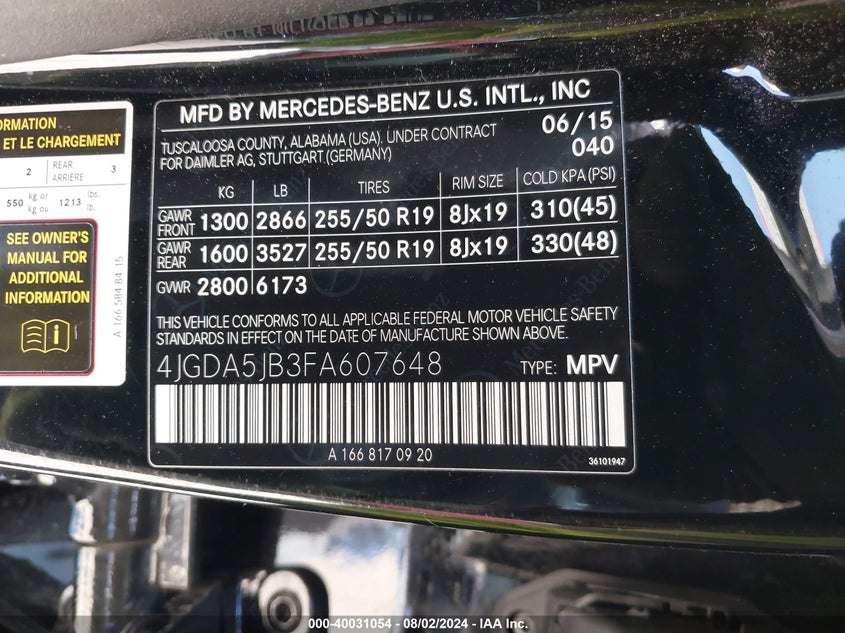 ORMATION
ET LE CHARGEMENT
2 REAR ARRIÈRE 3
550 kg or kg ou 1213 lbs. lb.
SEE OWNER'S
MANUAL FOR
ADDITIONAL
INFORMATION
A 166 584 84 15
MFD BY MERCEDES-BENZ U.S. INTL., INC
TUSCALOOSA COUNTY, ALABAMA (USA). UNDER CONTRACT
FOR DAIMLER AG, STUTTGART.(GERMANY)
06/15
040
KG LB TIRES RIM SIZE COLD KPA(PSI)
GAWR FRONT 1300 2866 255/50 R19 8Jx19 310(45)
GAWR REAR 1600 3527 255/50 R19 8Jx19 330(48)
GVWR 2800 6173
THIS VEHICLE CONFORMS TO ALL APPLICABLE FEDERAL MOTOR VEHICLE SAFETY
STANDARDS IN EFFECT ON THE DATE OF MANUFACTURE SHOWN ABOVE.
4JGDA5JB3FA607648 TYPE: MPV
A 166 817 09 20
36101947
000-40031054 - 08/02/2024 - IAA Inc.